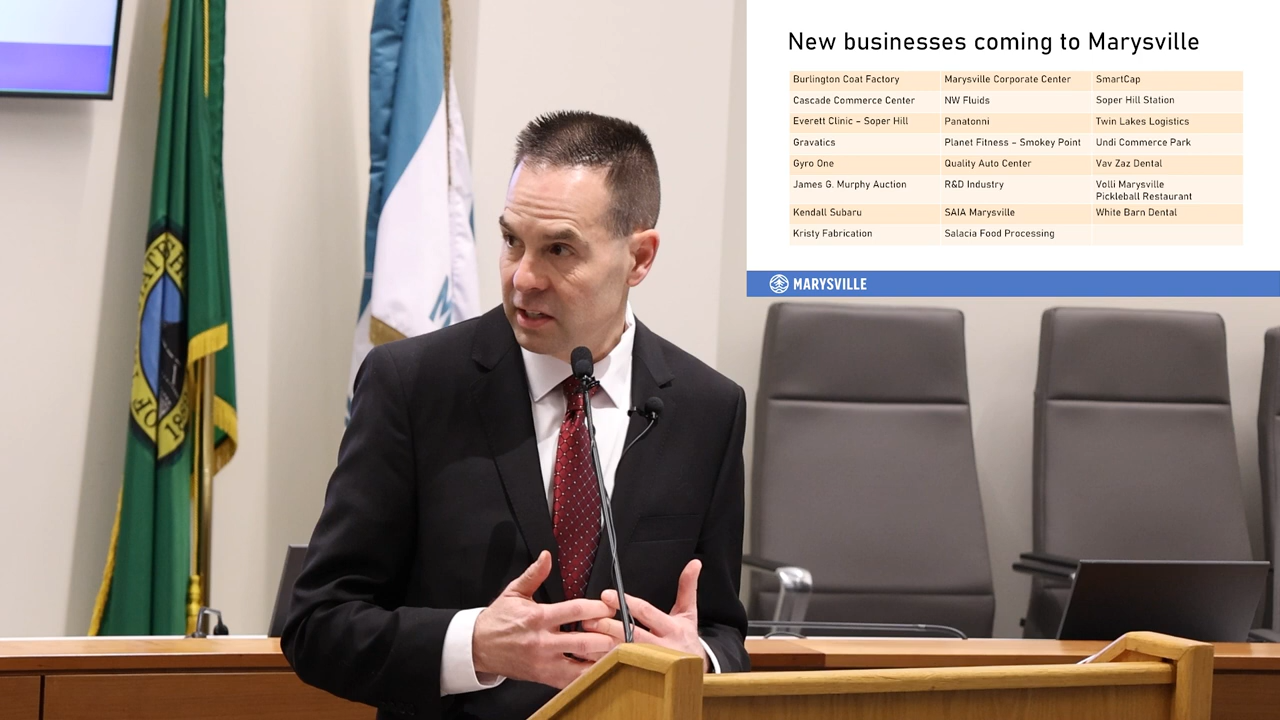 New businesses coming to Marysville
Burlington Coat Factory Marysville Corporate Center SmartCap
Cascade Commerce Center NW Fluids Soper Hill Station
Everett Clinic – Soper Hill Panatonni Twin Lakes Logistics
Gravatics Planet Fitness – Smokey Point Undi Commerce Park
Gyro One Quality Auto Center Vav Zaz Dental
James G. Murphy Auction R&D Industry Volli Marysville
Pickleball Restaurant
Kendall Subaru SAIA Marysville White Barn Dental
Kristy Fabrication Salacia Food Processing
MARYSVILLE